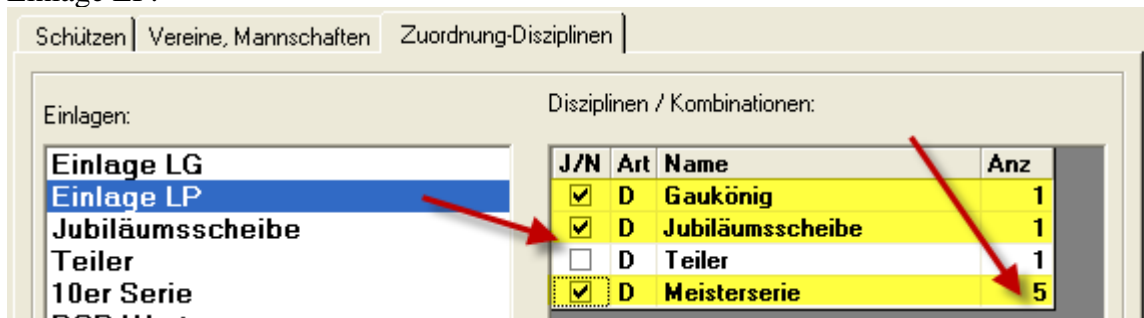 Schützen Vereine, Mannschaften Zuordnung-Disziplinen
Einlagen:
Disziplinen / Kombinationen:
Einlage LG
Einlage LP
Jubiläumsscheibe
Teiler
10er Serie
J/N Art Name Anz
D Gaukönig 1
D Jubiläumsscheibe 1
D Teiler 1
D Meisterserie 5